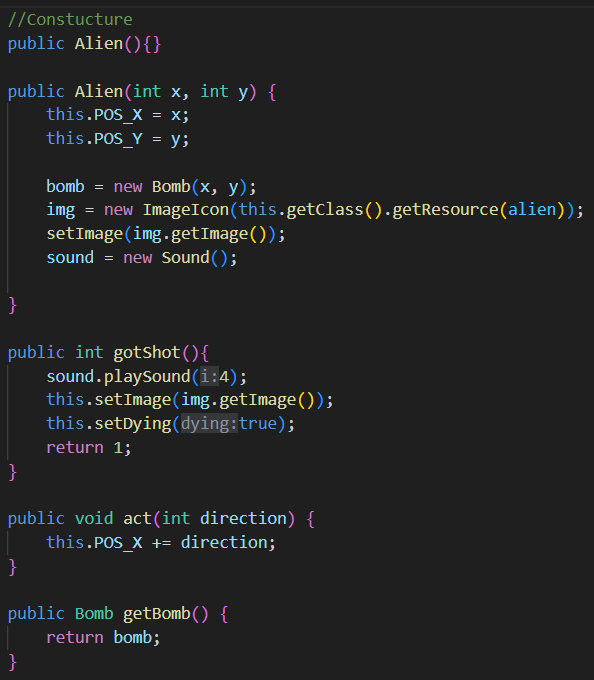 //Constucture
public Alien(){}
public Alien(int x, int y) {
this.POS_X = x;
this.POS_Y = y;
bomb = new Bomb(x, y);
img = new ImageIcon(this.getClass().getResource(alien));
setImage(img.getImage());
sound = new Sound();
}
public int gotShot(){
sound.playSound(i:4);
this.setImage(img.getImage());
this.setDying(dying:true);
return 1;
}
public void act(int direction) {
this.POS_X += direction;
}
public Bomb getBomb() {
return bomb;
}